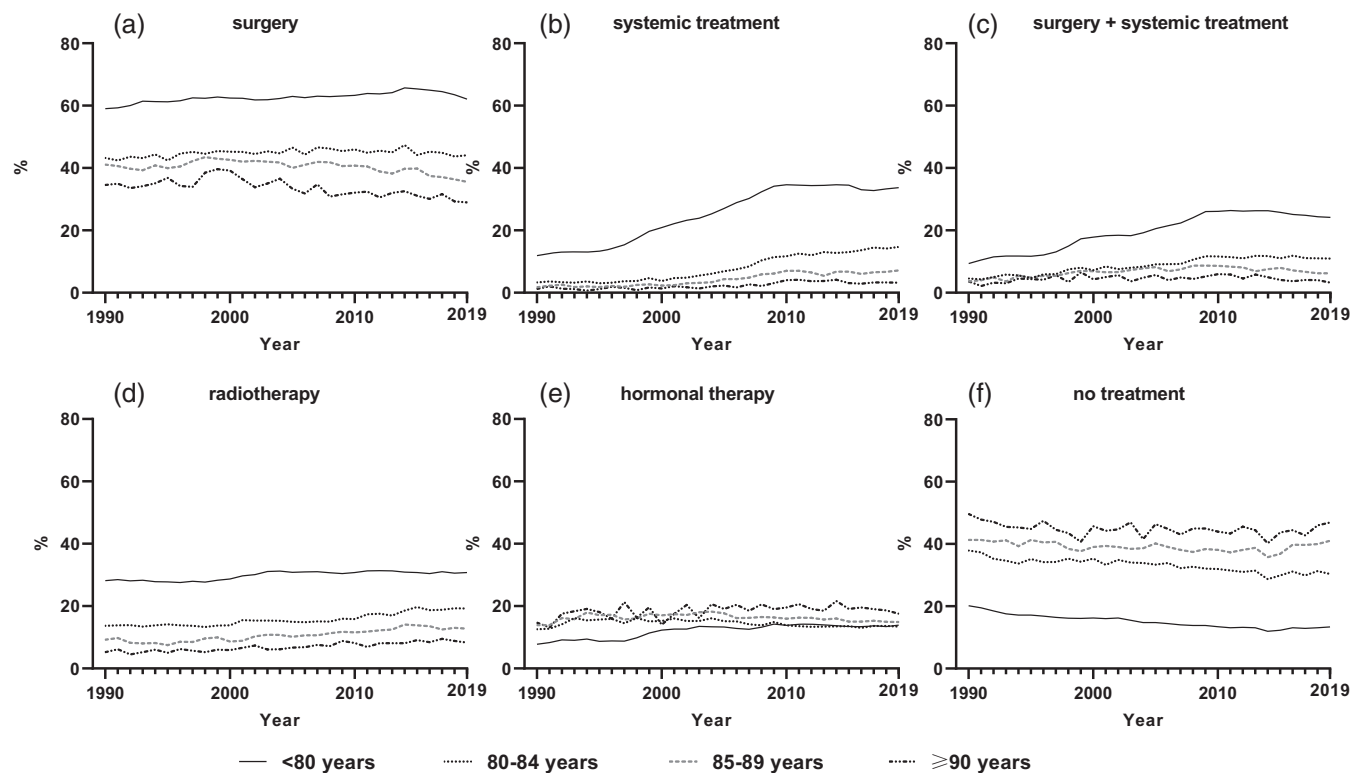 (a) surgery
(b) systemic treatment
(c) surgery + systemic treatment
80 80 80
60 60 60
% 40 % 40 % 40
20 20 20
0 0 0
1990 2000 2010 2019 1990 2000 2010 2019 1990 2000 2010 2019
Year Year Year
(d) radiotherapy
(e) hormonal therapy
(f) no treatment
80 80 80
60 60 60
% 40 % 40 % 40
20 20 20
0 0 0
1990 2000 2010 2019 1990 2000 2010 2019 1990 2000 2010 2019
Year Year Year
<80 years 80-84 years 85-89 years ⩾90 years